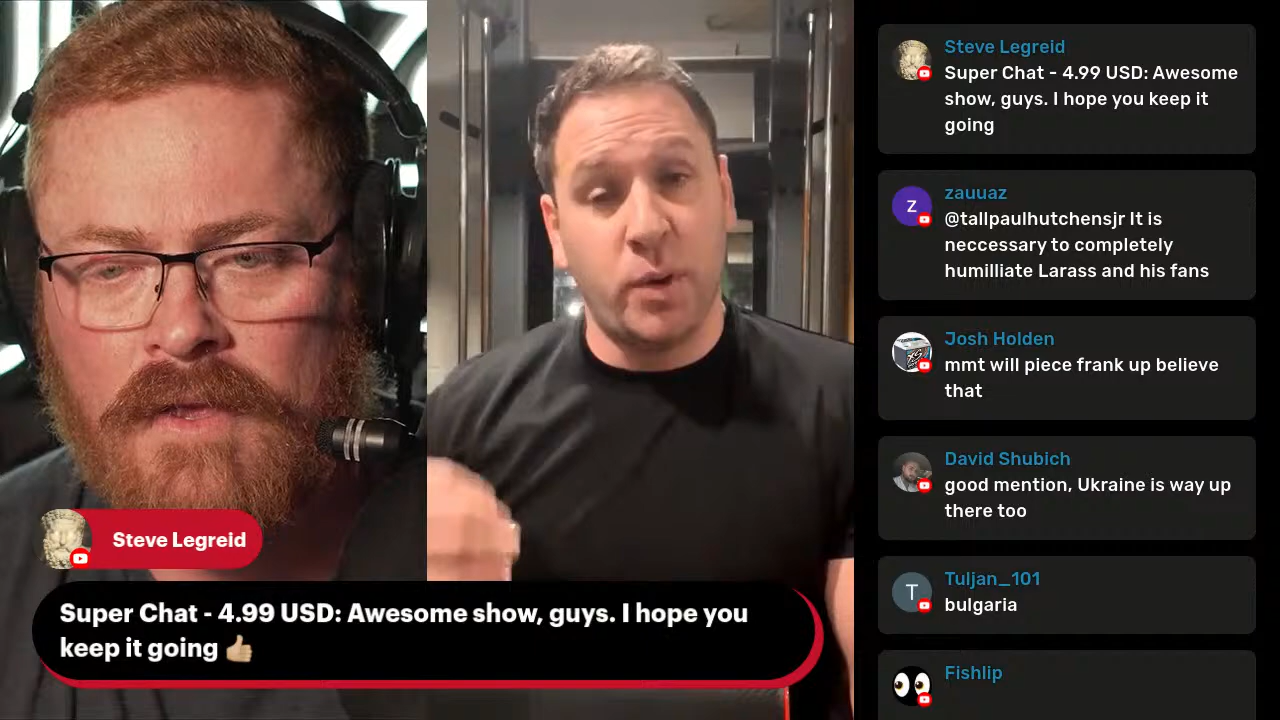 Steve Legreid
Super Chat - 4.99 USD: Awesome show, guys. I hope you
keep it going 👍🏼
Steve Legreid
Super Chat - 4.99 USD: Awesome
show, guys. I hope you keep it
going
Z
zauuaz
@tallpaulhutchensjr It is
neccessary to completely
humilliate Larass and his fans
Josh Holden
mmt will piece frank up believe
that
David Shubich
good mention, Ukraine is way up
there too
T
Tuljan_101
bulgaria
Fishlip